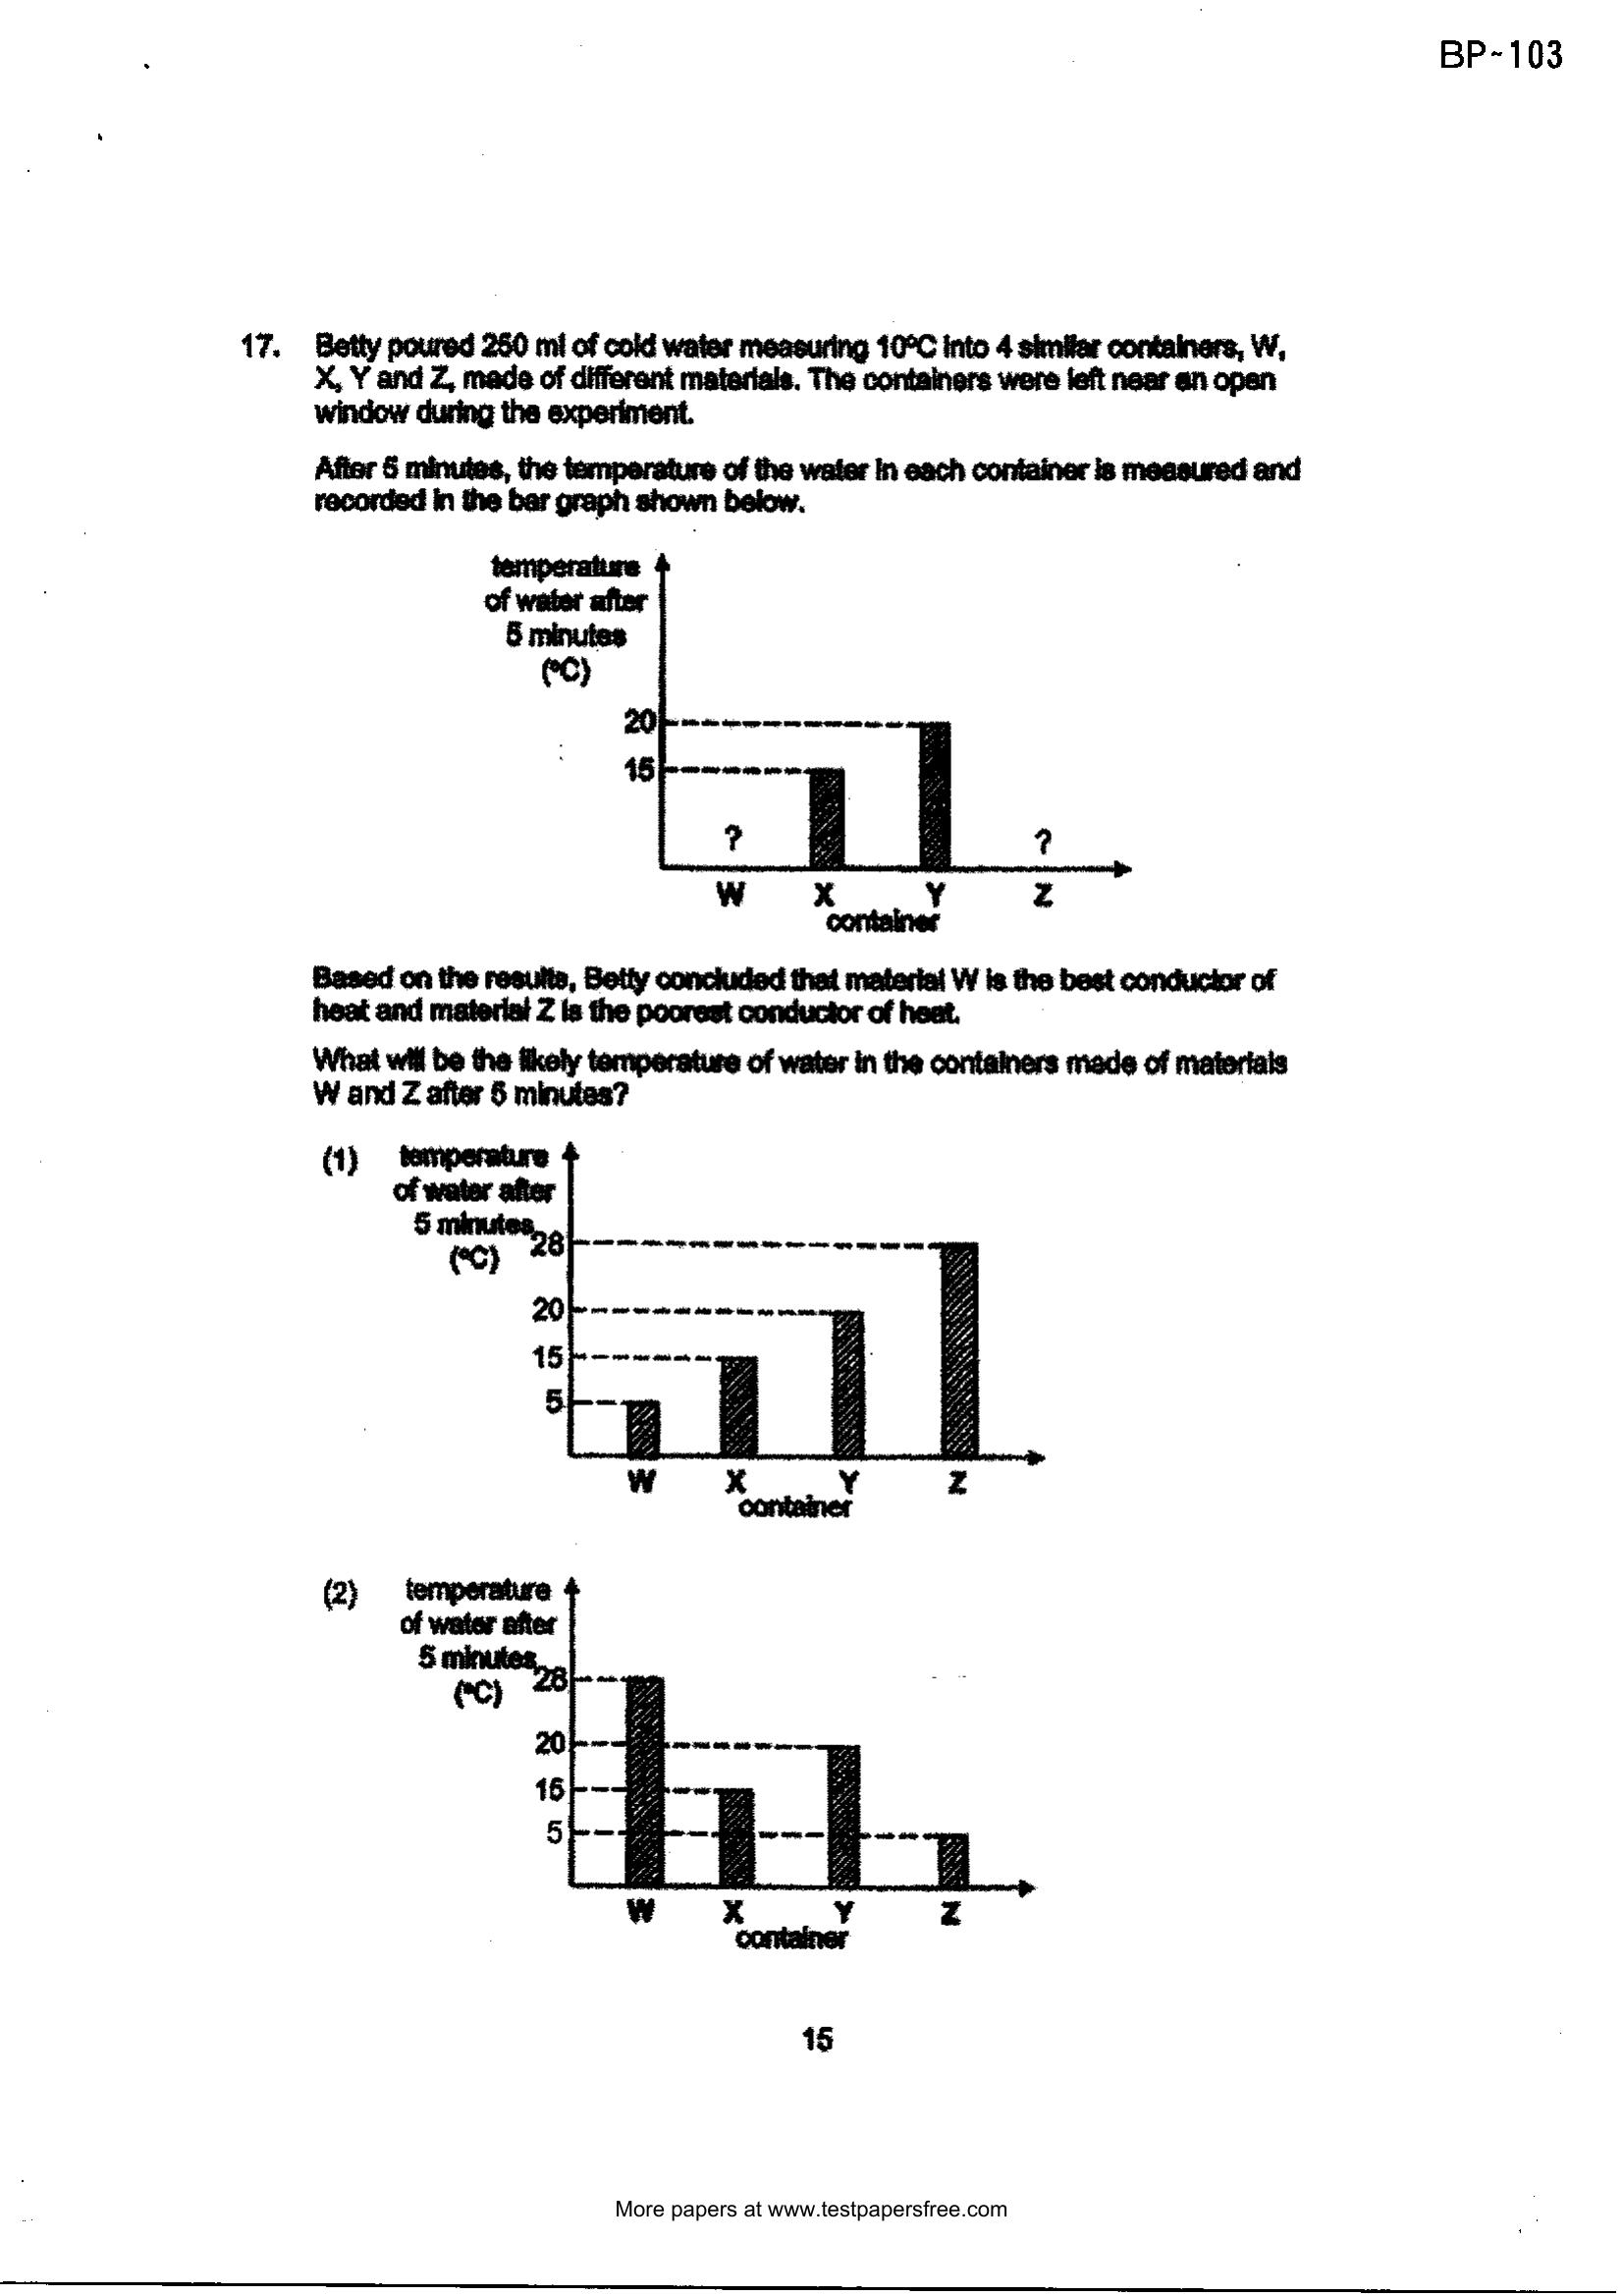 BP-103
17. Betty poured 250 ml of cold water measuring 10°C into 4 similar containers, W,
X, Y and Z, made of different materials. The containers were left near an open
window during the experiment.
After 5 minutes, the temperature of the water in each container is measured and
recorded in the bar graph shown below.
temperature
of water after
5 minutes
(°C)
20
15
? ?
W X Y Z
container
Based on the results, Betty concluded that material W is the best conductor of
heat and material Z is the poorest conductor of heat.
What will be the likely temperature of water in the containers made of materials
W and Z after 5 minutes?
(1) temperature
of water after
5 minutes
(°C) 28
20
15
5
W X Y Z
container
(2) temperature
of water after
5 minutes
(°C) 28
20
15
5
W X Y Z
container
15
More papers at www.testpapersfree.com